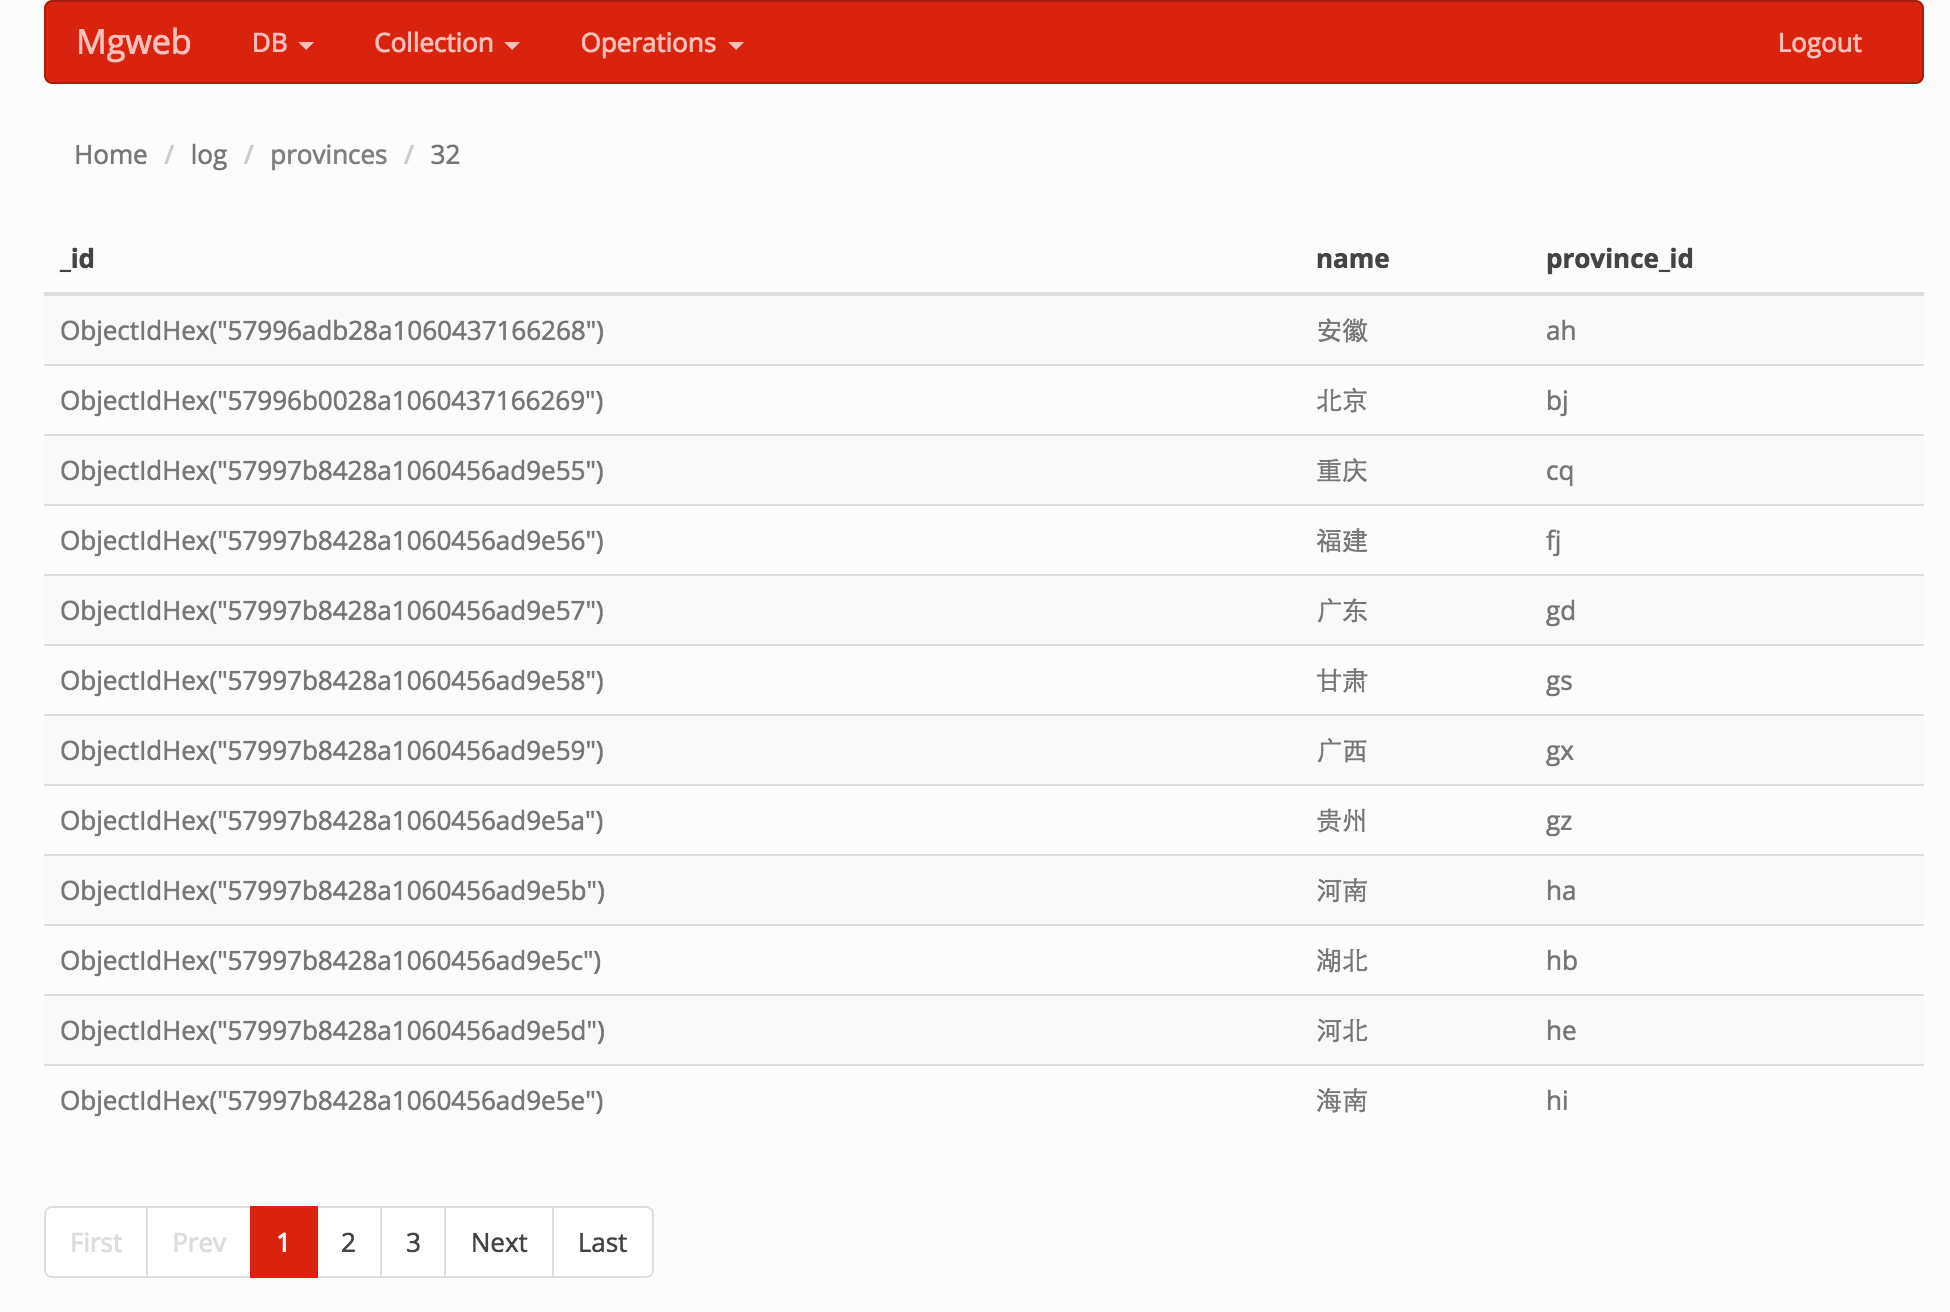 Mgweb DB Collection Operations Logout
Home / log / provinces / 32
_id name province_id
ObjectIdHex("57996adb28a1060437166268") 安徽 ah
ObjectIdHex("57996b0028a1060437166269") 北京 bj
ObjectIdHex("57997b8428a1060456ad9e55") 重庆 cq
ObjectIdHex("57997b8428a1060456ad9e56") 福建 fj
ObjectIdHex("57997b8428a1060456ad9e57") 广东 gd
ObjectIdHex("57997b8428a1060456ad9e58") 甘肃 gs
ObjectIdHex("57997b8428a1060456ad9e59") 广西 gx
ObjectIdHex("57997b8428a1060456ad9e5a") 贵州 gz
ObjectIdHex("57997b8428a1060456ad9e5b") 河南 ha
ObjectIdHex("57997b8428a1060456ad9e5c") 湖北 hb
ObjectIdHex("57997b8428a1060456ad9e5d") 河北 he
ObjectIdHex("57997b8428a1060456ad9e5e") 海南 hi
First Prev 1 2 3 Next Last